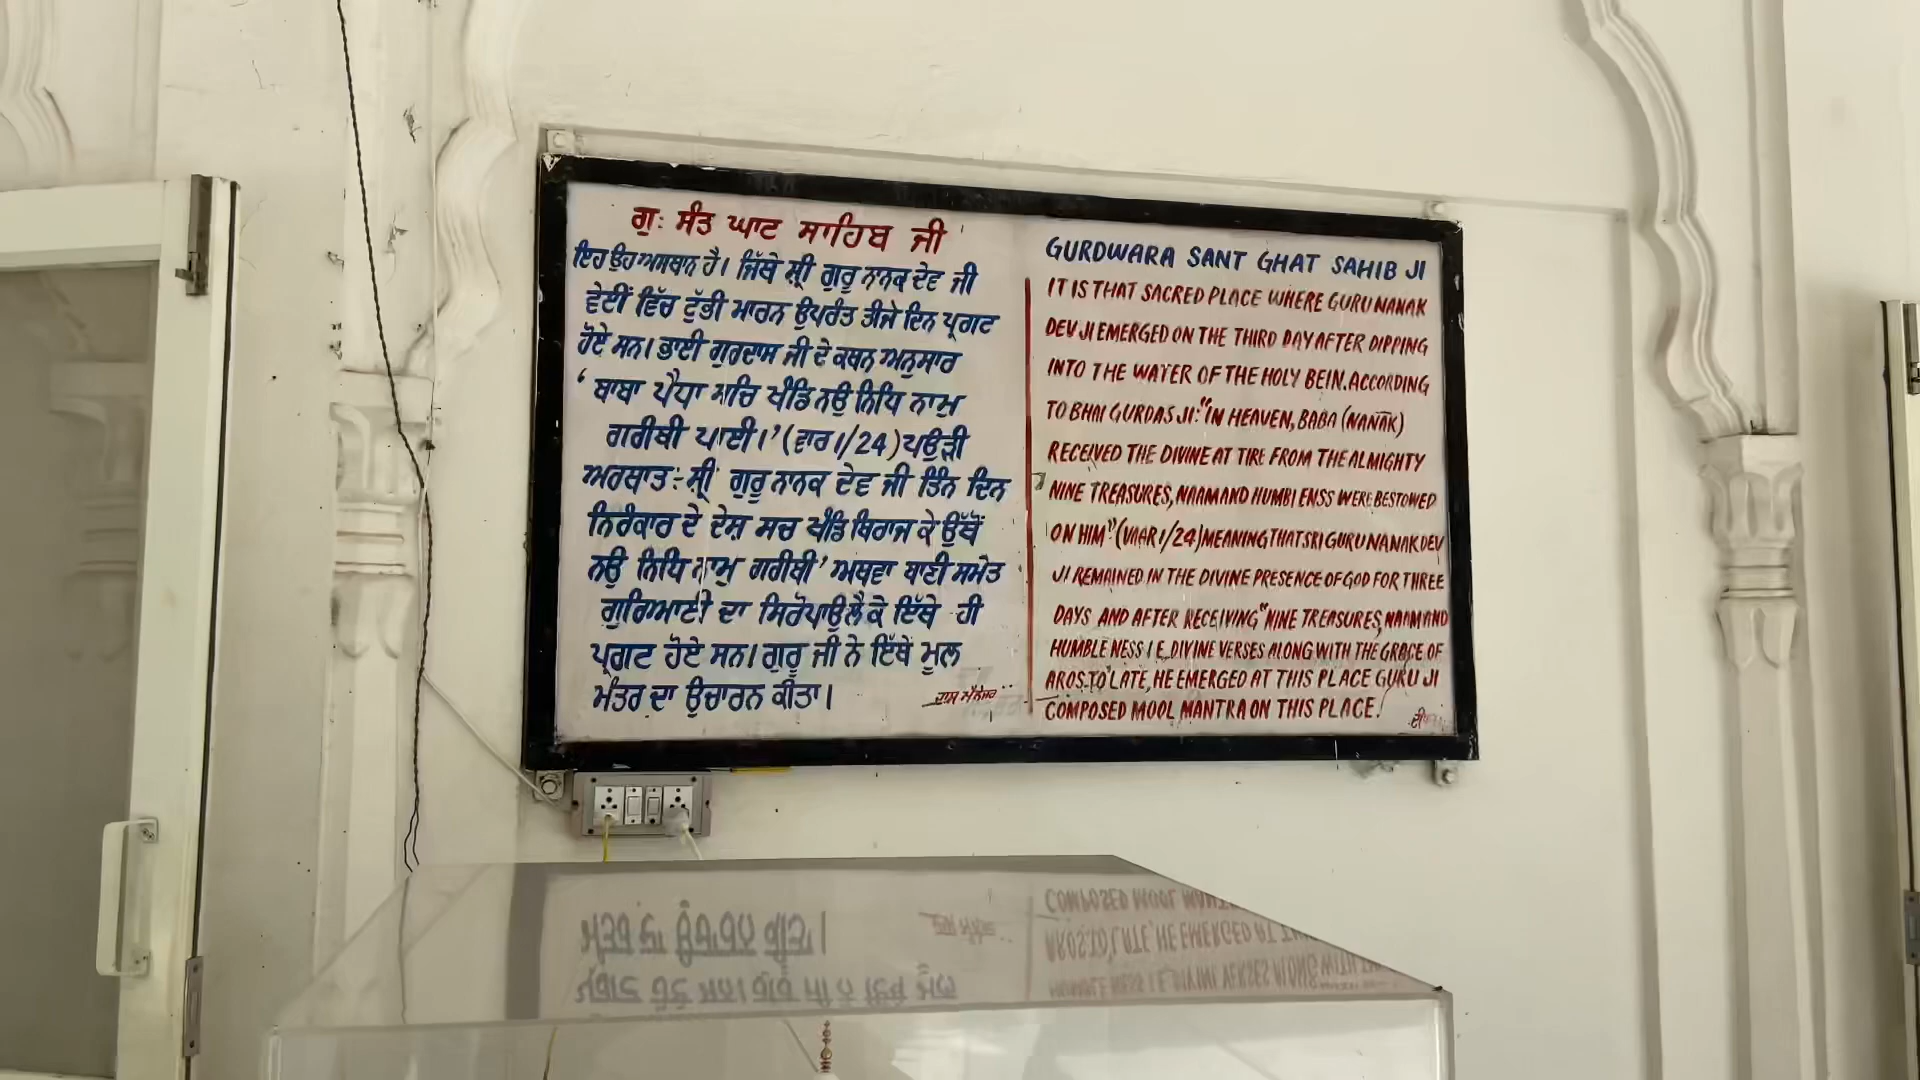 ਗੁ: ਸੰਤ ਘਾਟ ਸਾਹਿਬ ਜੀ
ਇਹ ਉਹ ਅਸਥਾਨ ਹੈ। ਜਿੱਥੇ ਸ਼੍ਰੀ ਗੁਰੂ ਨਾਨਕ ਦੇਵ ਜੀ
ਵੇਈਂ ਵਿੱਚ ਟੁੱਭੀ ਮਾਰਨ ਉਪਰੰਤ ਤੀਜੇ ਦਿਨ ਪ੍ਰਗਟ
ਹੋਏ ਸਨ। ਭਾਈ ਗੁਰਦਾਸ ਜੀ ਦੇ ਕਥਨ ਅਨੁਸਾਰ
'ਬਾਬਾ ਪੈਧਾ ਸਚਿ ਖੰਡਿ ਨਉ ਨਿਧਿ ਨਾਮੁ
ਗਰੀਬੀ ਪਾਈ।' (ਵਾਰ 1/24) ਪਉੜੀ
ਅਰਥਾਤ:- ਸ਼੍ਰੀ ਗੁਰੂ ਨਾਨਕ ਦੇਵ ਜੀ ਤਿੰਨ ਦਿਨ
ਨਿਰੰਕਾਰ ਦੇ ਦੇਸ਼ ਸਚ ਖੰਡਿ ਬਿਰਾਜ ਕੇ ਉੱਥੋਂ
ਨਉ ਨਿਧਿ ਨਾਮੁ ਗਰੀਬੀ' ਅਥਵਾ ਬਾਣੀ ਸਮੇਤ
ਗੁਰਿਆਈ ਦਾ ਸਿਰੋਪਾਉ ਲੈ ਕੇ ਇੱਥੇ ਹੀ
ਪ੍ਰਗਟ ਹੋਏ ਸਨ। ਗੁਰੂ ਜੀ ਨੇ ਇੱਥੇ ਮੂਲ
ਮੰਤਰ ਦਾ ਉਚਾਰਨ ਕੀਤਾ।
GURDWARA SANT GHAT SAHIB JI
IT IS THAT SACRED PLACE WHERE GURU NANAK
DEV JI EMERGED ON THE THIRD DAY AFTER DIPPING
INTO THE WATER OF THE HOLY BEIN. ACCORDING
TO BHAI GURDAS JI: "IN HEAVEN, BABA (NANAK)
RECEIVED THE DIVINE AT TIRE FROM THE ALMIGHTY
NINE TREASURES, NAAM AND HUMBI ENSS WERE BESTOWED
ON HIM" (VAAR 1/24) MEANING THAT SRI GURU NANAK DEV
JI REMAINED IN THE DIVINE PRESENCE OF GOD FOR THREE
DAYS AND AFTER RECEIVING "NINE TREASURES, NAAM AND
HUMBLE NESS I.E. DIVINE VERSES ALONG WITH THE GRACE OF
AROS.TO LATE, HE EMERGED AT THIS PLACE GURU JI
COMPOSED MOOL MANTRA ON THIS PLACE.